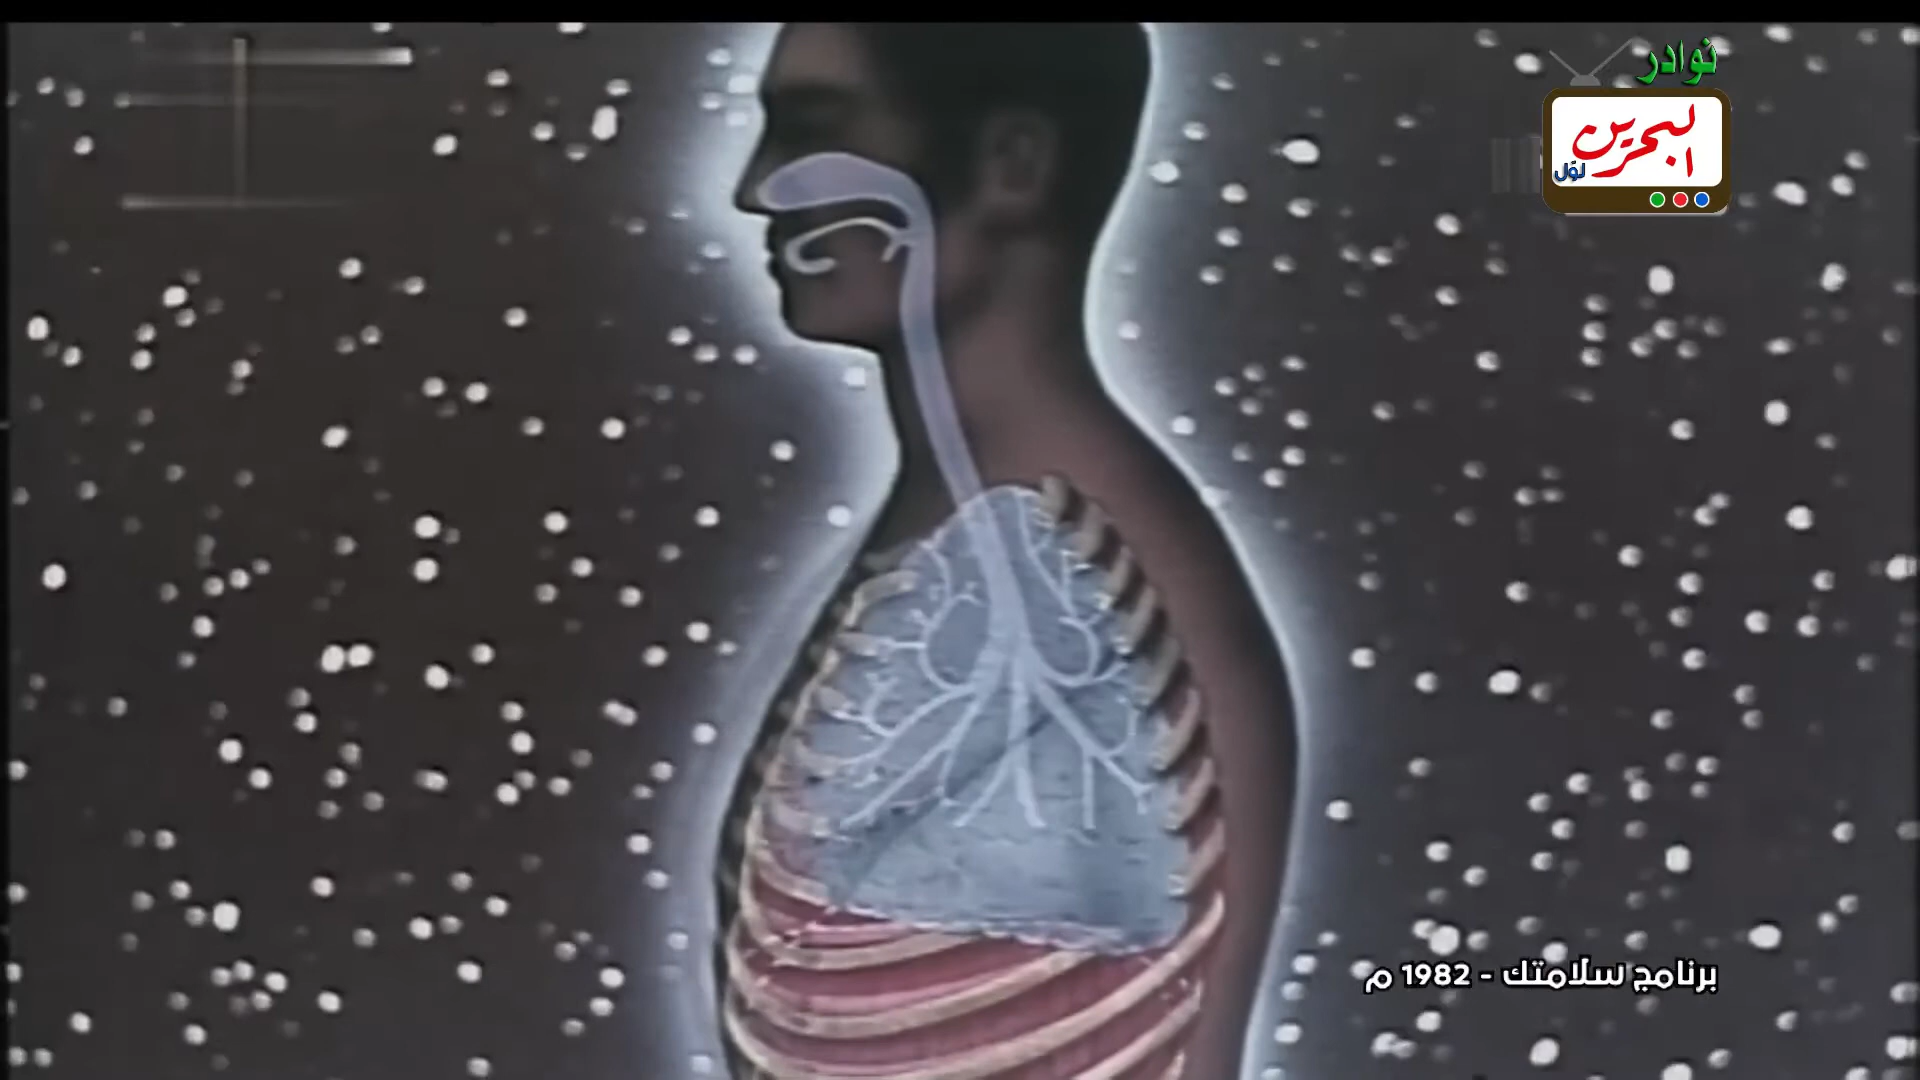 نوادر
البحرين
لوّل
برنامج سلامتك - 1982 م